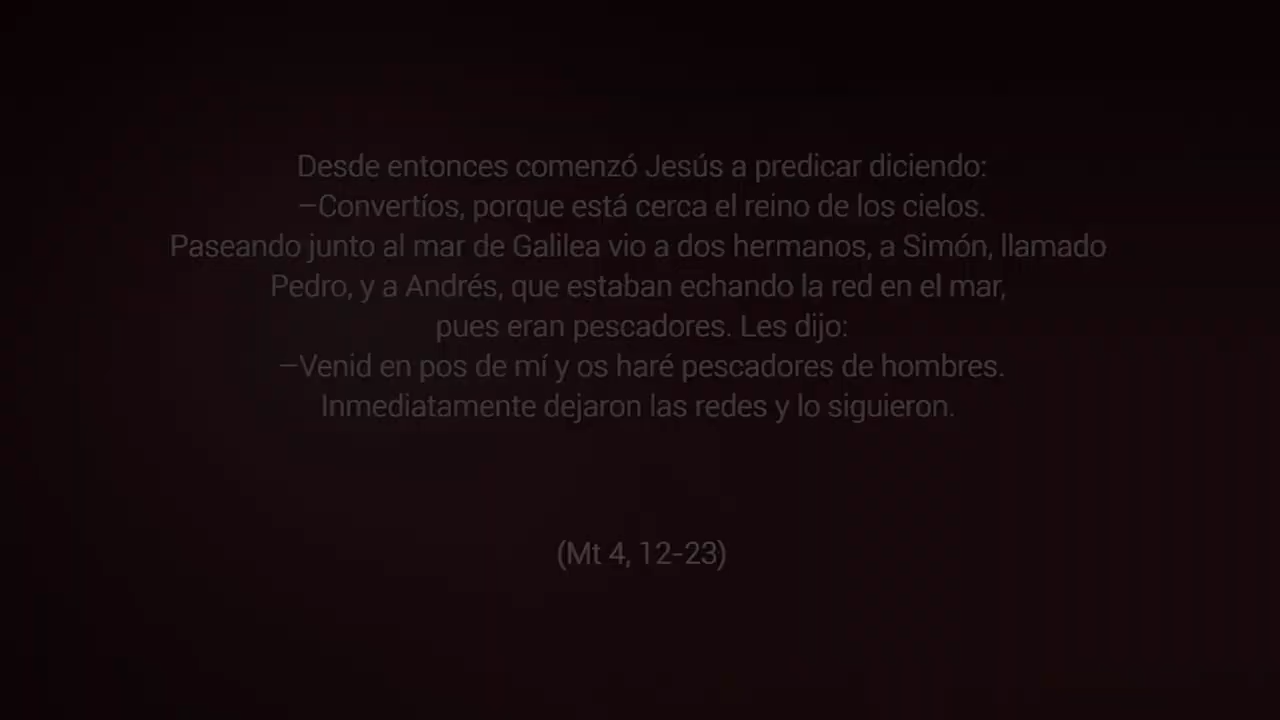 Desde entonces comenzó Jesús a predicar diciendo:
–Convertíos, porque está cerca el reino de los cielos.
Paseando junto al mar de Galilea vio a dos hermanos, a Simón, llamado
Pedro, y a Andrés, que estaban echando la red en el mar,
pues eran pescadores. Les dijo:
–Venid en pos de mí y os haré pescadores de hombres.
Inmediatamente dejaron las redes y lo siguieron.
(Mt 4, 12-23)